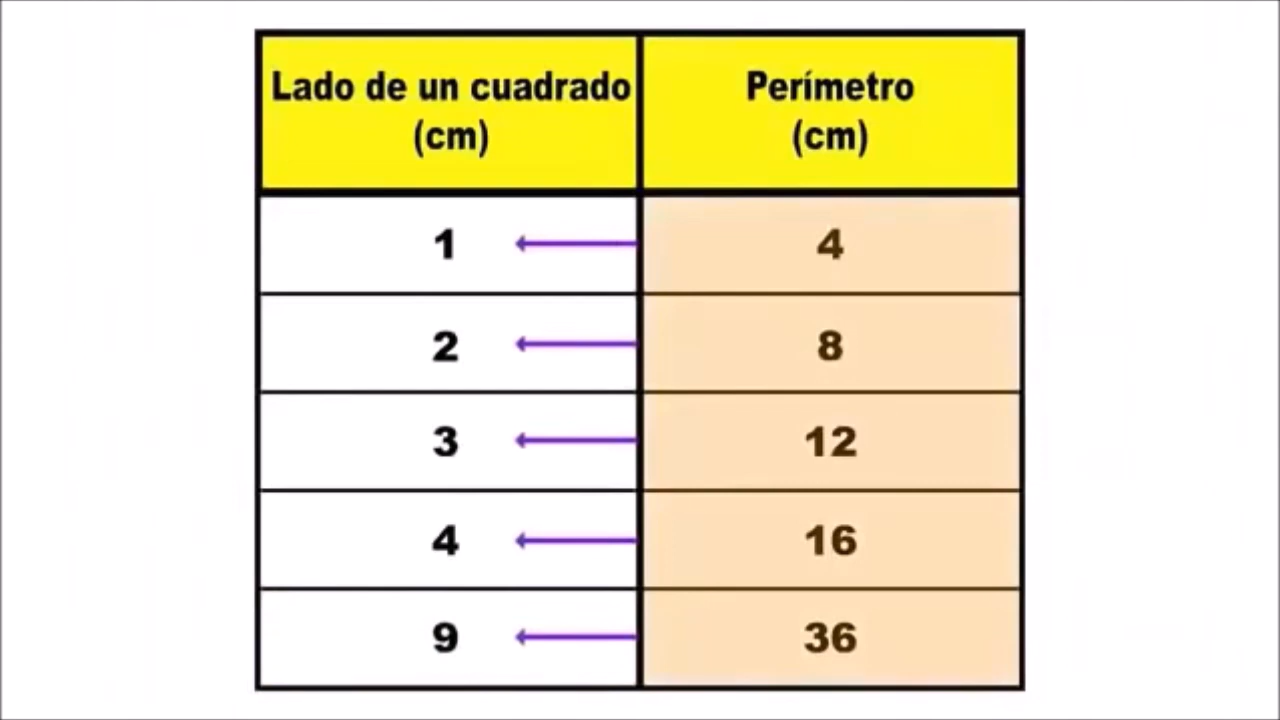 Lado de un cuadrado
(cm)
Perímetro
(cm)
1
4
2
8
3
12
4
16
9
36